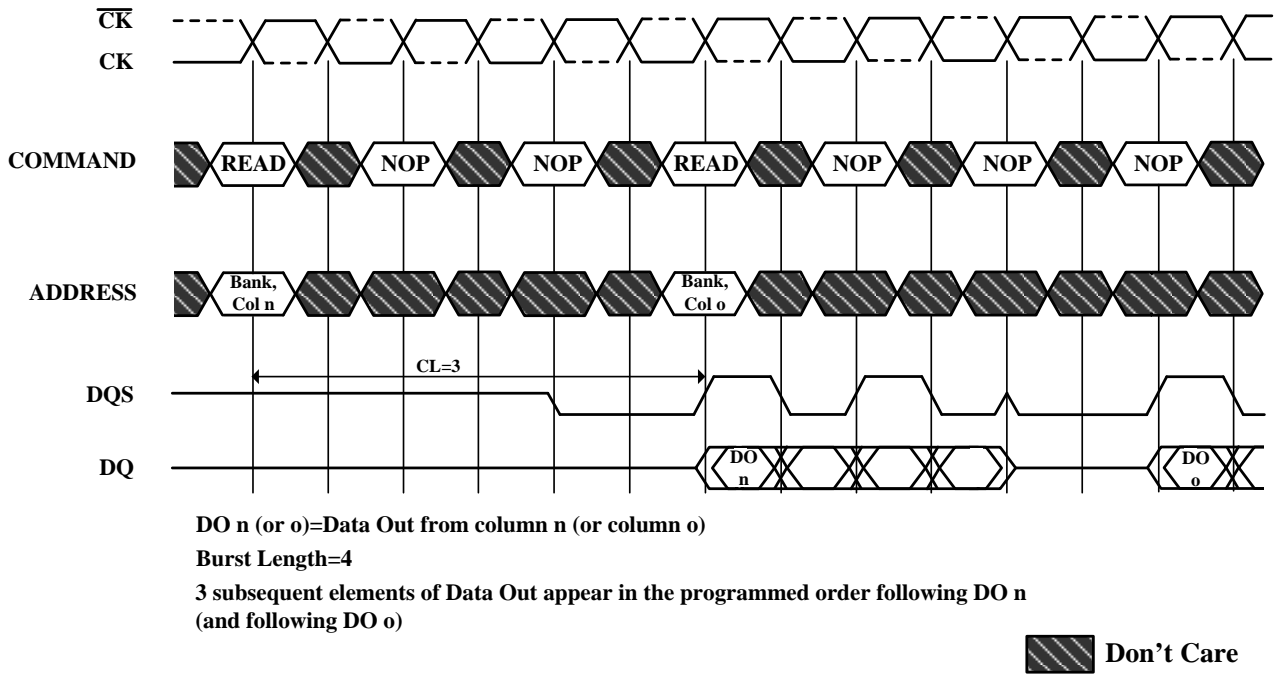 CK
CK
COMMAND READ NOP NOP READ NOP NOP NOP
ADDRESS Bank, Col n Bank, Col o
CL=3
DQS
DQ DO n DO o
DO n (or o)=Data Out from column n (or column o)
Burst Length=4
3 subsequent elements of Data Out appear in the programmed order following DO n
(and following DO o)
Don't Care